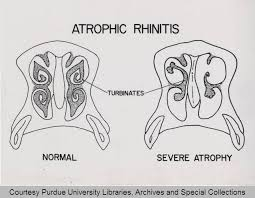 ATROPHIC RHINITIS
TURBINATES
NORMAL
SEVERE ATROPHY
Courtesy Purdue University Libraries, Archives and Special Collections